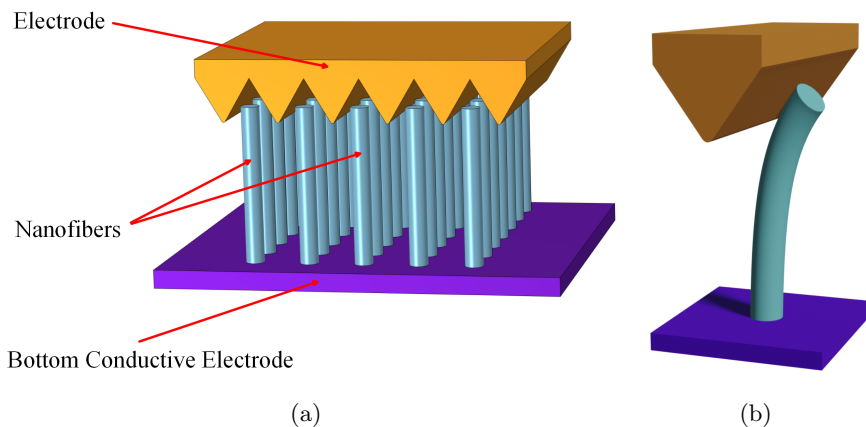 Electrode
Nanofibers
Bottom Conductive Electrode
(a)
(b)